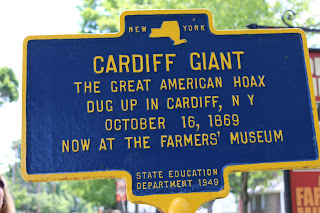 NEW YORK
CARDIFF GIANT
THE GREAT AMERICAN HOAX
DUG UP IN CARDIFF, N Y
OCTOBER 16, 1869
NOW AT THE FARMERS' MUSEUM
STATE EDUCATION
DEPARTMENT 1949